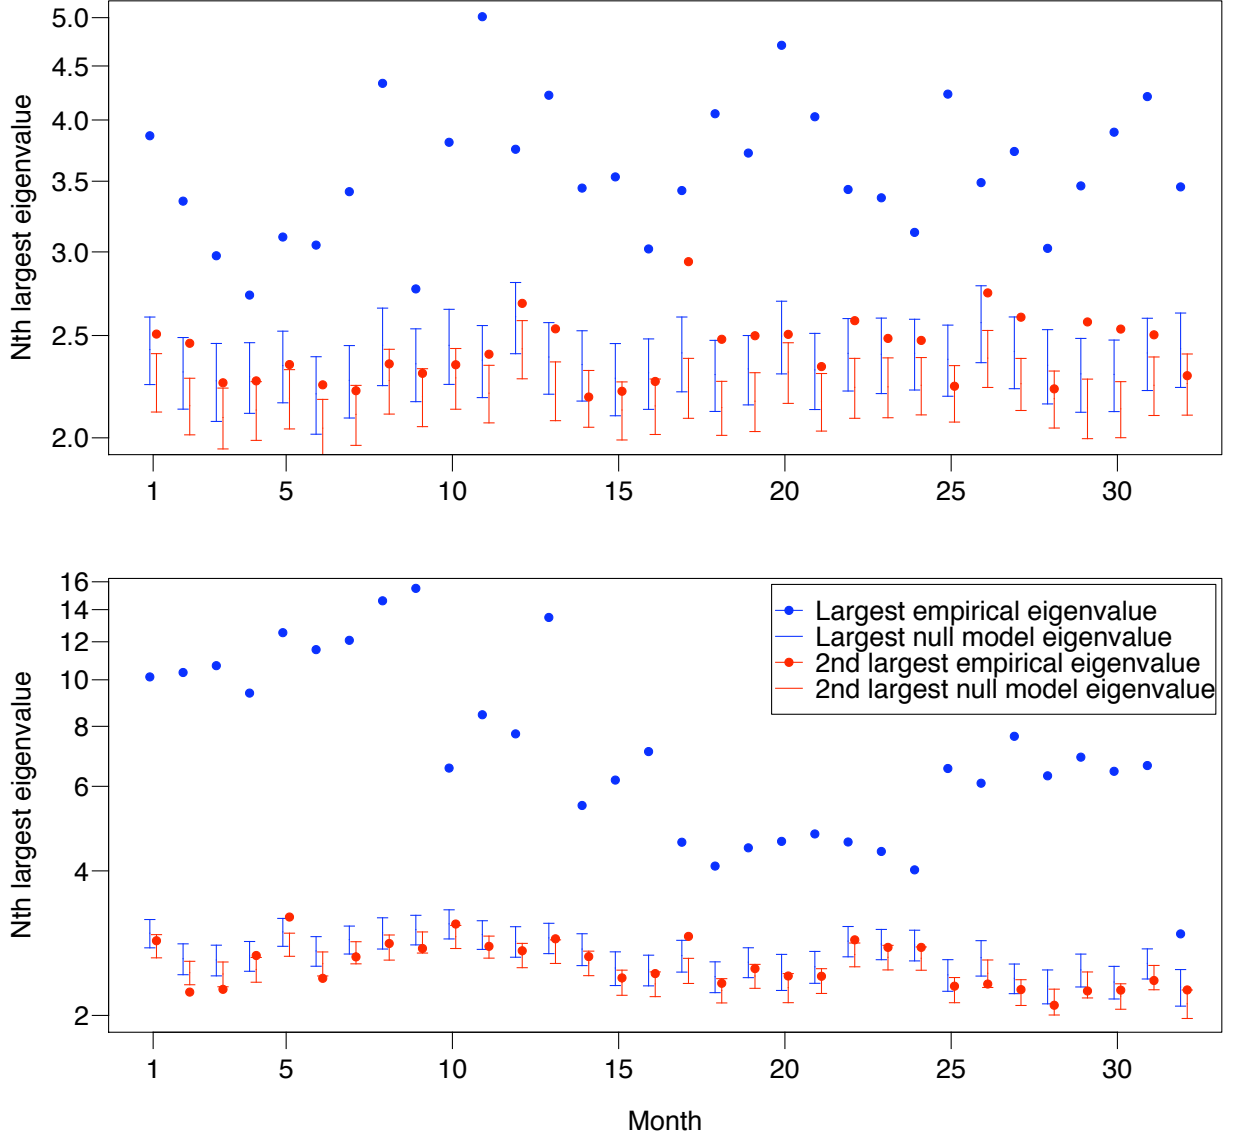 Nth largest eigenvalue
5.0
4.5
4.0
3.5
3.0
2.5
2.0
1 5 10 15 20 25 30
Nth largest eigenvalue
16
14
12
10
8
6
4
2
Largest empirical eigenvalue
Largest null model eigenvalue
2nd largest empirical eigenvalue
2nd largest null model eigenvalue
1 5 10 15 20 25 30
Month